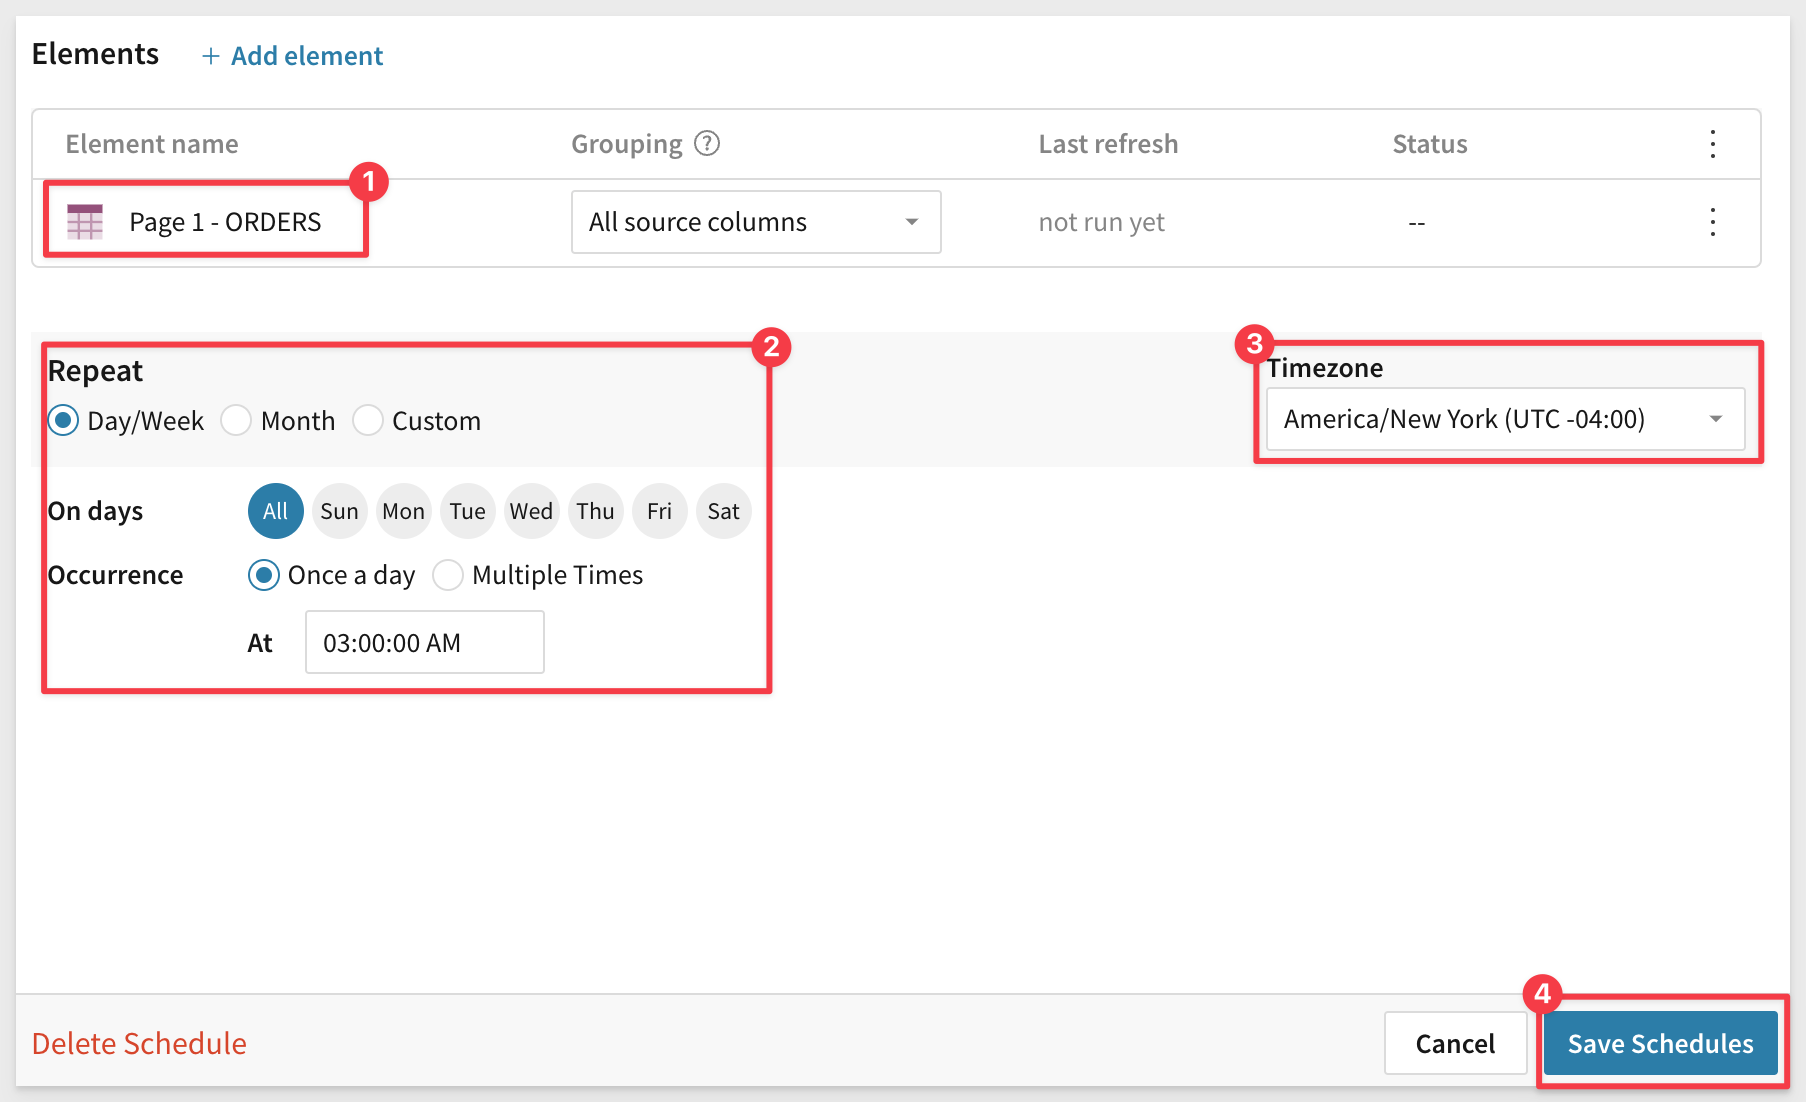 Elements + Add element
Element name Grouping ? Last refresh Status
1
Page 1 - ORDERS All source columns not run yet --
2
3
Repeat Timezone
Day/Week Month Custom America/New York (UTC -04:00)
On days All Sun Mon Tue Wed Thu Fri Sat
Occurrence Once a day Multiple Times
At 03:00:00 AM
4
Delete Schedule Cancel Save Schedules